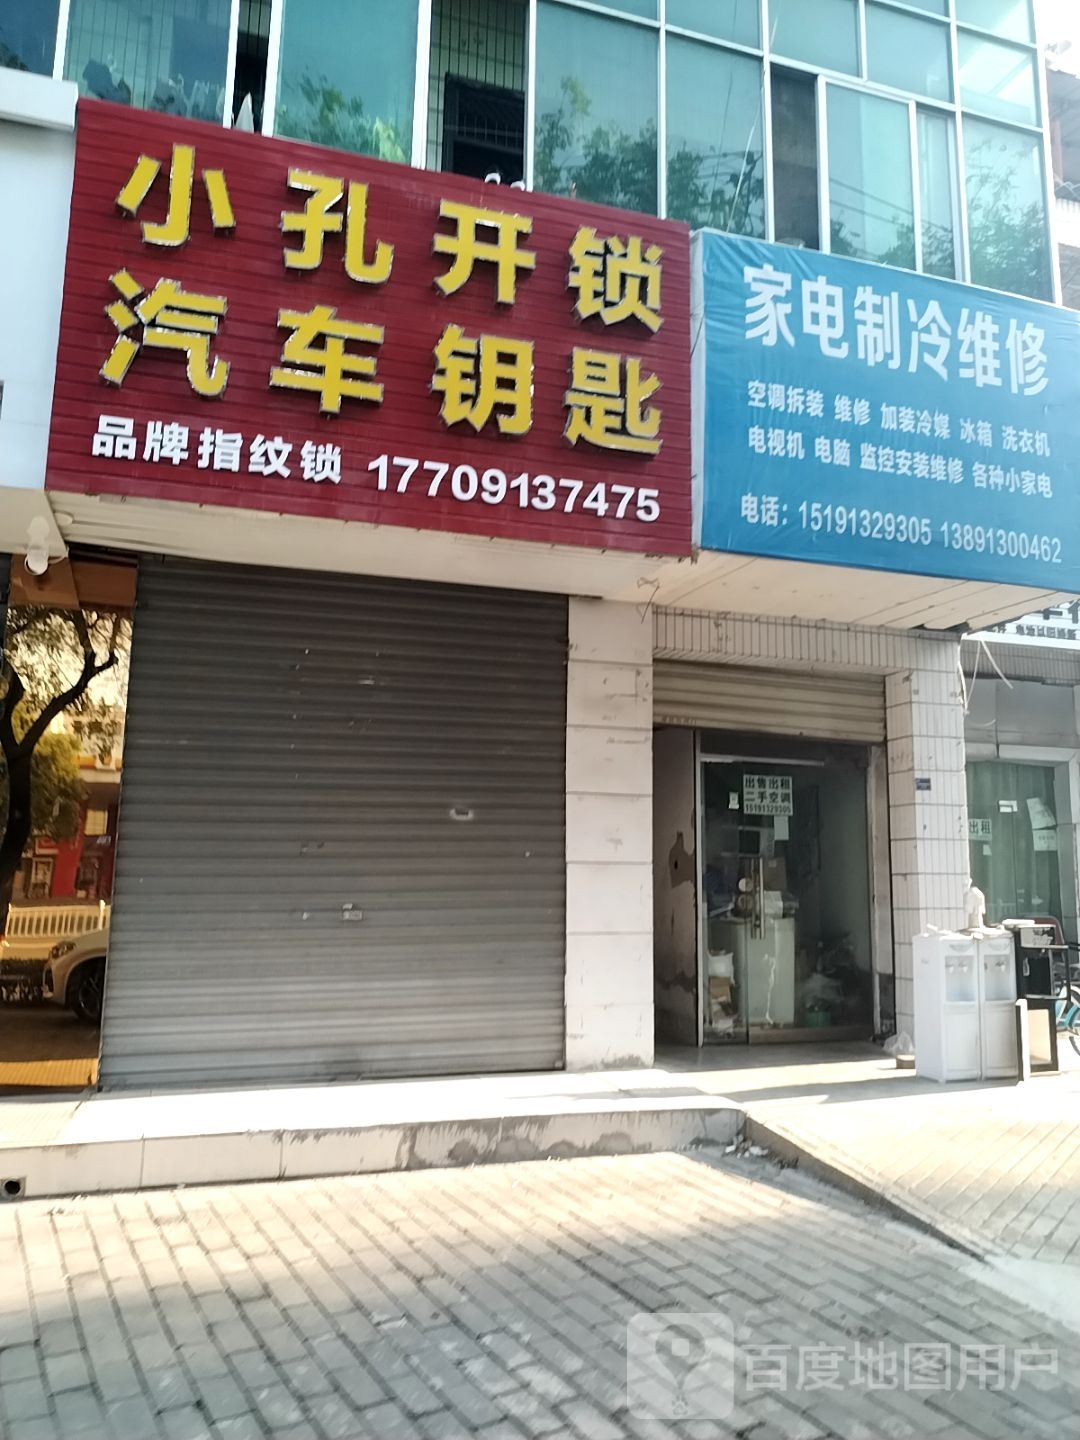 小孔开锁
汽车钥匙
品牌指纹锁 17709137475
家电制冷维修
空调拆装 维修 加装冷媒 冰箱 洗衣机
电视机 电脑 监控安装维修 各种小家电
电话：15191329305 13891300462
出售出租
二手空调
15191329305
出租
百度地图用户